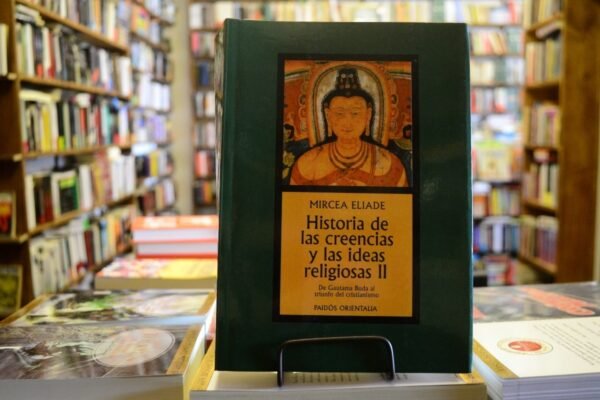 MIRCEA ELIADE
Historia de
las creencias
y las ideas
religiosas II
De Gautama Buda al
triunfo del cristianismo
PAIDÓS ORIENTALIA